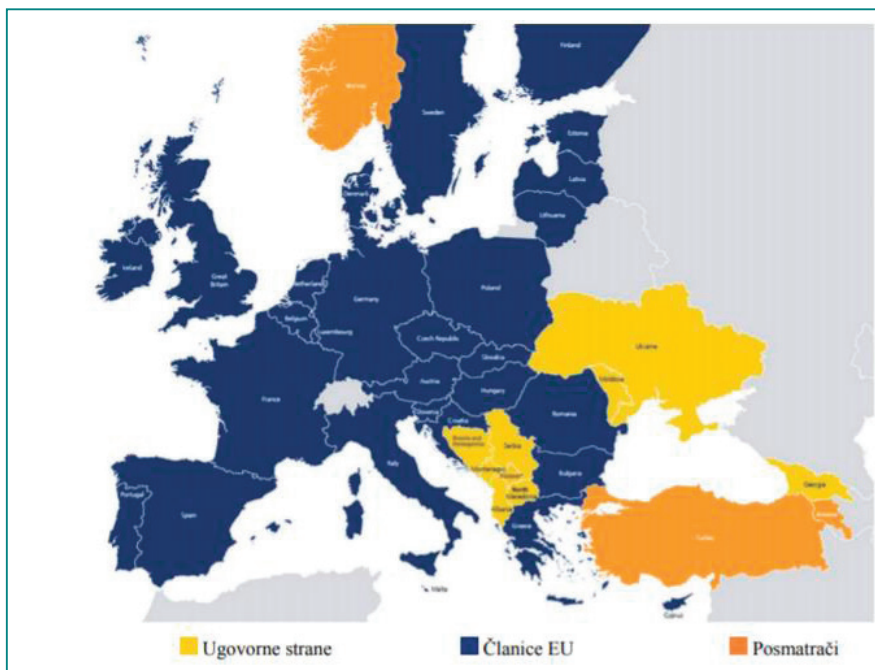 Norway
Sweden
Finland
Estonia
Latvia
Lithuania
Denmark
Ireland
Great
Britain
Netherland
Belgium
Luxembourg
Germany
Poland
Czech Republic
Slovakia
Austria
Hungary
Slovenia
Croatia
France
Italy
Romania
Bulgaria
Ukraine
Moldova
Bosnia and
Herzegovina
Serbia
Montenegro
Kosovo*
North
Macedonia
Albania
Greece
Portugal
Spain
Malta
Cyprus
Turkey
Georgia
Armenia
Ugovorne strane
Članice EU
Posmatrači